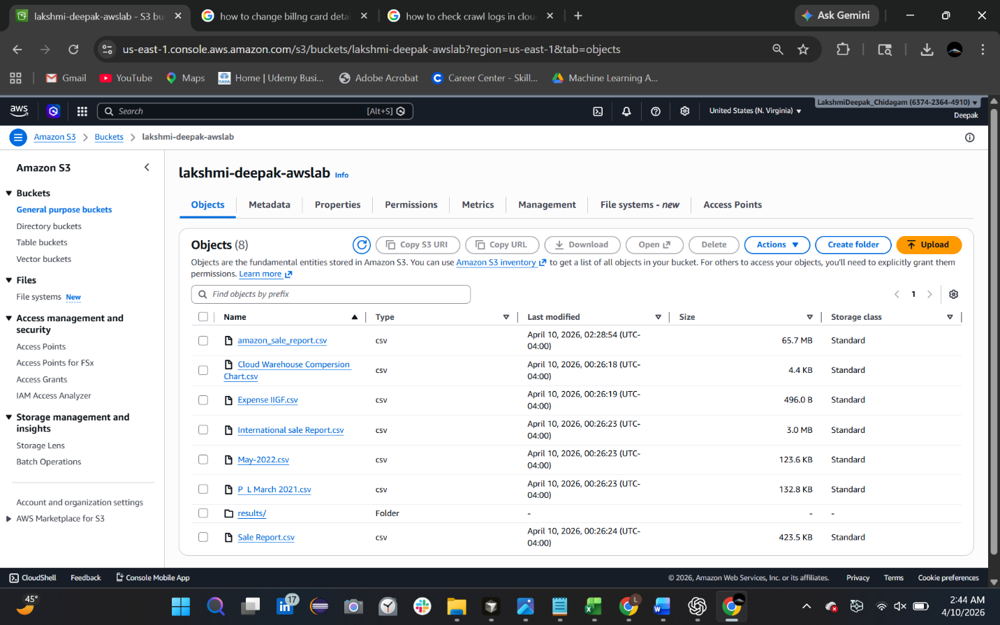 lakshmi-deepak-awslab - S3 bu
how to change billng card detai
how to check crawl logs in clou
Ask Gemini
us-east-1.console.aws.amazon.com/s3/buckets/lakshmi-deepak-awslab?region=us-east-1&tab=objects
Gmail
YouTube
Maps
Home | Udemy Busi...
Adobe Acrobat
Career Center - Skill...
Machine Learning A...
aws
Search
[Alt+S]
United States (N. Virginia)
LakshmiDeepak_Chidagam (6374-2364-4910)
Deepak
Amazon S3
Buckets
lakshmi-deepak-awslab
Amazon S3
Buckets
General purpose buckets
Directory buckets
Table buckets
Vector buckets
Files
File systems New
Access management and
security
Access Points
Access Points for FSx
Access Grants
IAM Access Analyzer
Storage management and
insights
Storage Lens
Batch Operations
Account and organization settings
AWS Marketplace for S3
lakshmi-deepak-awslab Info
Objects
Metadata
Properties
Permissions
Metrics
Management
File systems - new
Access Points
Objects (8)
Copy S3 URI
Copy URL
Download
Open
Delete
Actions
Create folder
Upload
Objects are the fundamental entities stored in Amazon S3. You can use Amazon S3 inventory to get a list of all objects in your bucket. For others to access your objects, you'll need to explicitly grant them
permissions. Learn more
Find objects by prefix
1
Name Type Last modified Size Storage class
amazon_sale_report.csv csv April 10, 2026, 02:28:54 (UTC-
04:00) 65.7 MB Standard
Cloud Warehouse Compersion
Chart.csv csv April 10, 2026, 00:26:18 (UTC-
04:00) 4.4 KB Standard
Expense IIGF.csv csv April 10, 2026, 00:26:19 (UTC-
04:00) 496.0 B Standard
International sale Report.csv csv April 10, 2026, 00:26:23 (UTC-
04:00) 3.0 MB Standard
May-2022.csv csv April 10, 2026, 00:26:23 (UTC-
04:00) 123.6 KB Standard
P L March 2021.csv csv April 10, 2026, 00:26:23 (UTC-
04:00) 132.8 KB Standard
results/ Folder - - -
Sale Report.csv csv April 10, 2026, 00:26:24 (UTC-
04:00) 423.5 KB Standard
CloudShell
Feedback
Console Mobile App
© 2026, Amazon Web Services, Inc. or its affiliates.
Privacy
Terms
Cookie preferences
45°
17
L
2:44 AM
4/10/2026